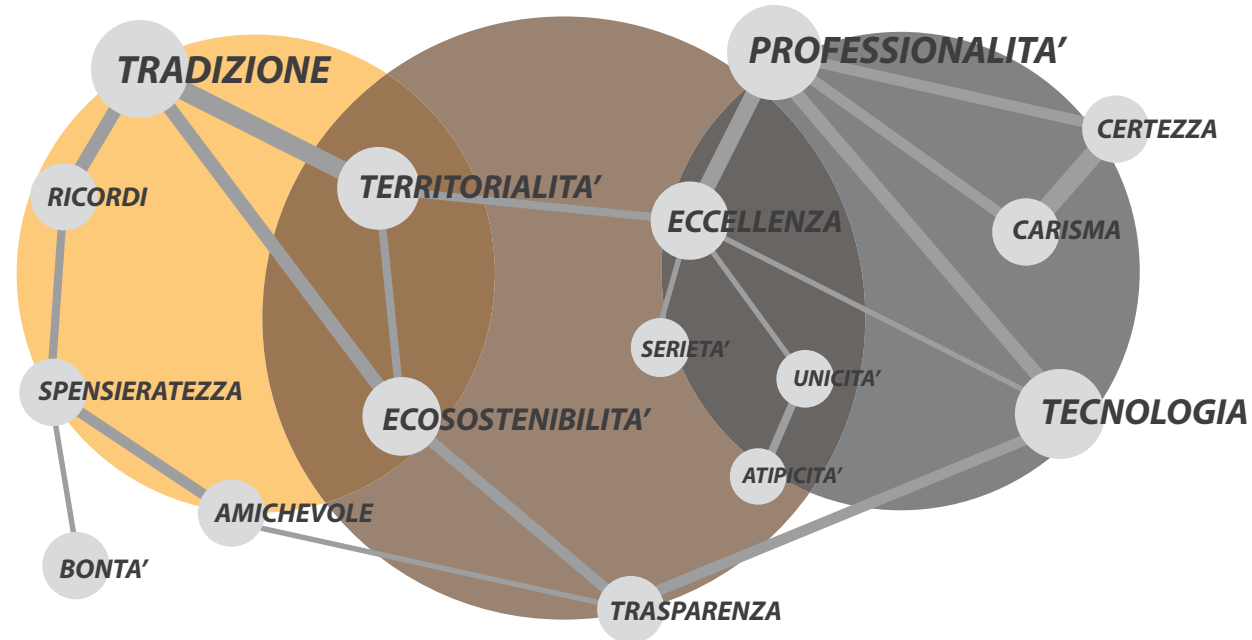 PROFESSIONALITA’
TRADIZIONE
CERTEZZA
TERRITORIALITA’
RICORDI
ECCELLENZA
CARISMA
SERIETA’
UNICITA’
SPENSIERATEZZA
TECNOLOGIA
ECOSOSTENIBILITA’
ATIPICITA’
AMICHEVOLE
BONTA’
TRASPARENZA